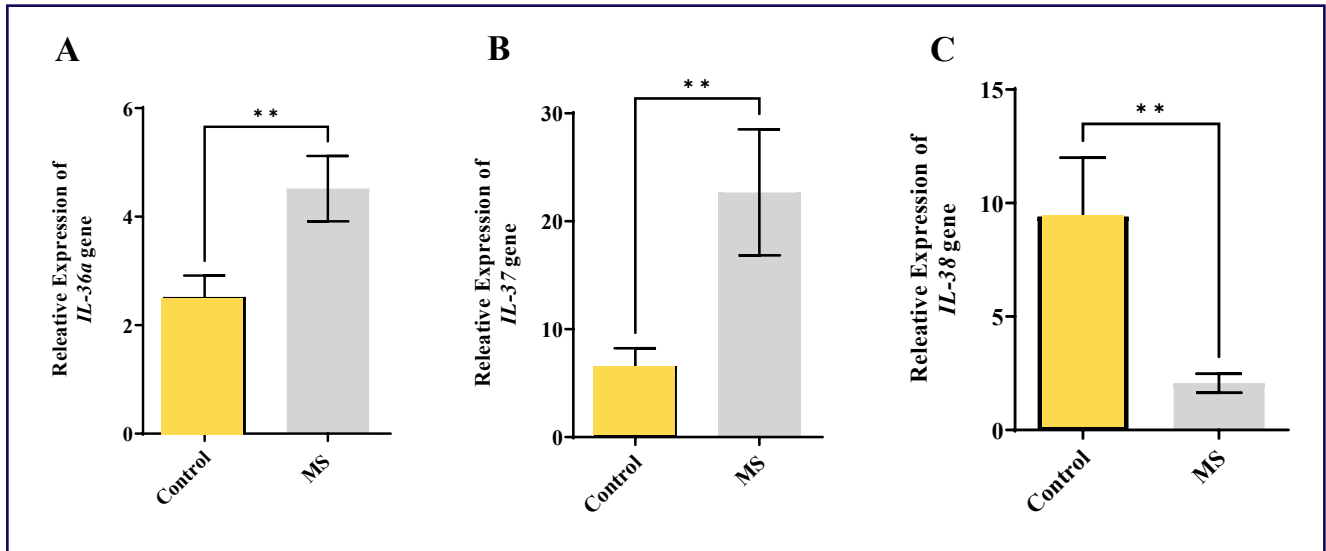 A
6
4
2
0
Releative Expression of
IL-36a gene
**
Control
MS
B
30
20
10
0
Releative Expression of
IL-37 gene
**
Control
MS
C
15
10
5
0
Releative Expression of
IL-38 gene
**
Control
MS